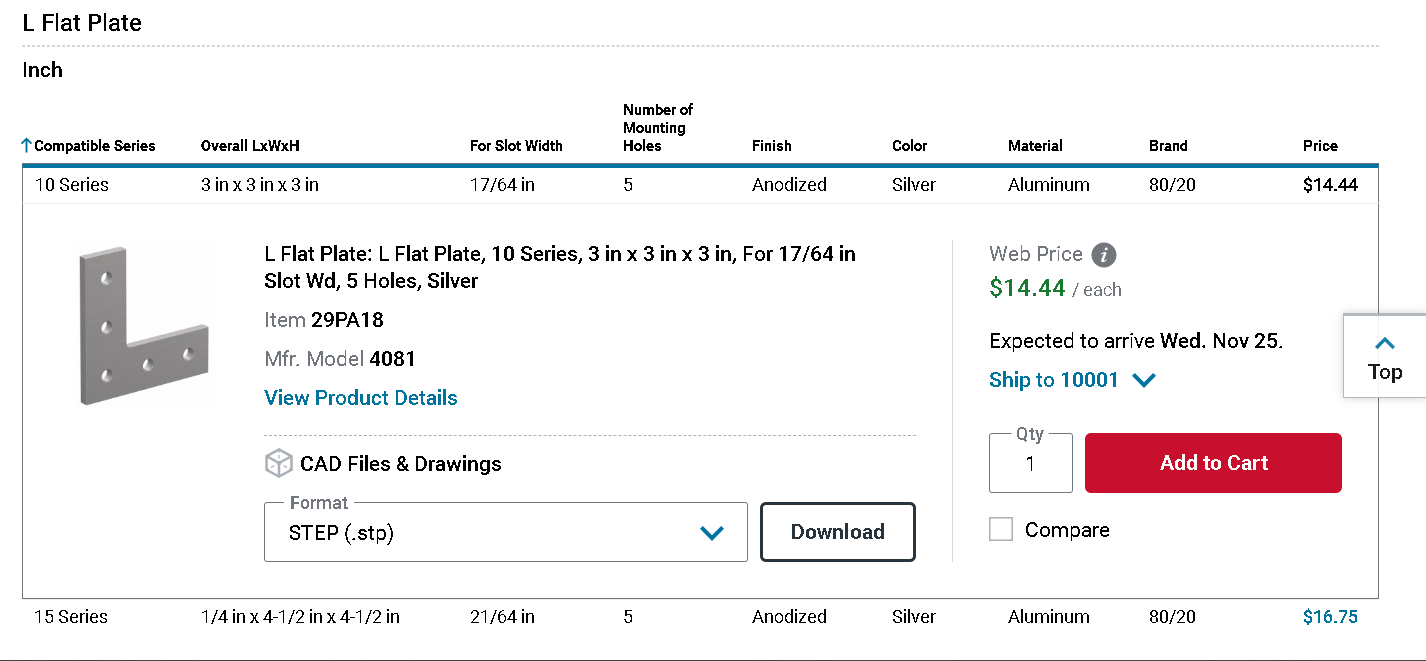 L Flat Plate
Inch
↑ Compatible Series Overall LxWxH For Slot Width Number of Mounting Holes Finish Color Material Brand Price
10 Series 3 in x 3 in x 3 in 17/64 in 5 Anodized Silver Aluminum 80/20 $14.44
L Flat Plate: L Flat Plate, 10 Series, 3 in x 3 in x 3 in, For 17/64 in
Slot Wd, 5 Holes, Silver
Item 29PA18
Mfr. Model 4081
View Product Details
CAD Files & Drawings
Format
STEP (.stp)
Download
Web Price i
$14.44 / each
Expected to arrive Wed. Nov 25.
Ship to 10001
Qty
1
Add to Cart
Compare
Top
15 Series 1/4 in x 4-1/2 in x 4-1/2 in 21/64 in 5 Anodized Silver Aluminum 80/20 $16.75